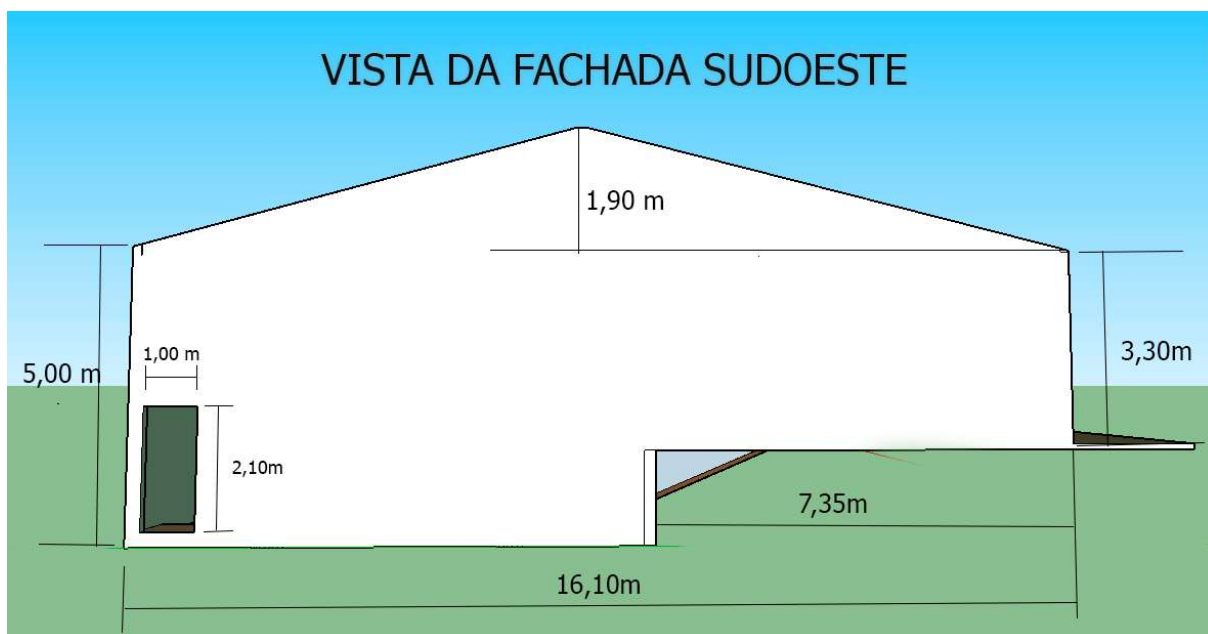 VISTA DA FACHADA SUDOESTE
1,90 m
1,00 m
3,30m
5,00 m
2,10m
7,35m
16,10m